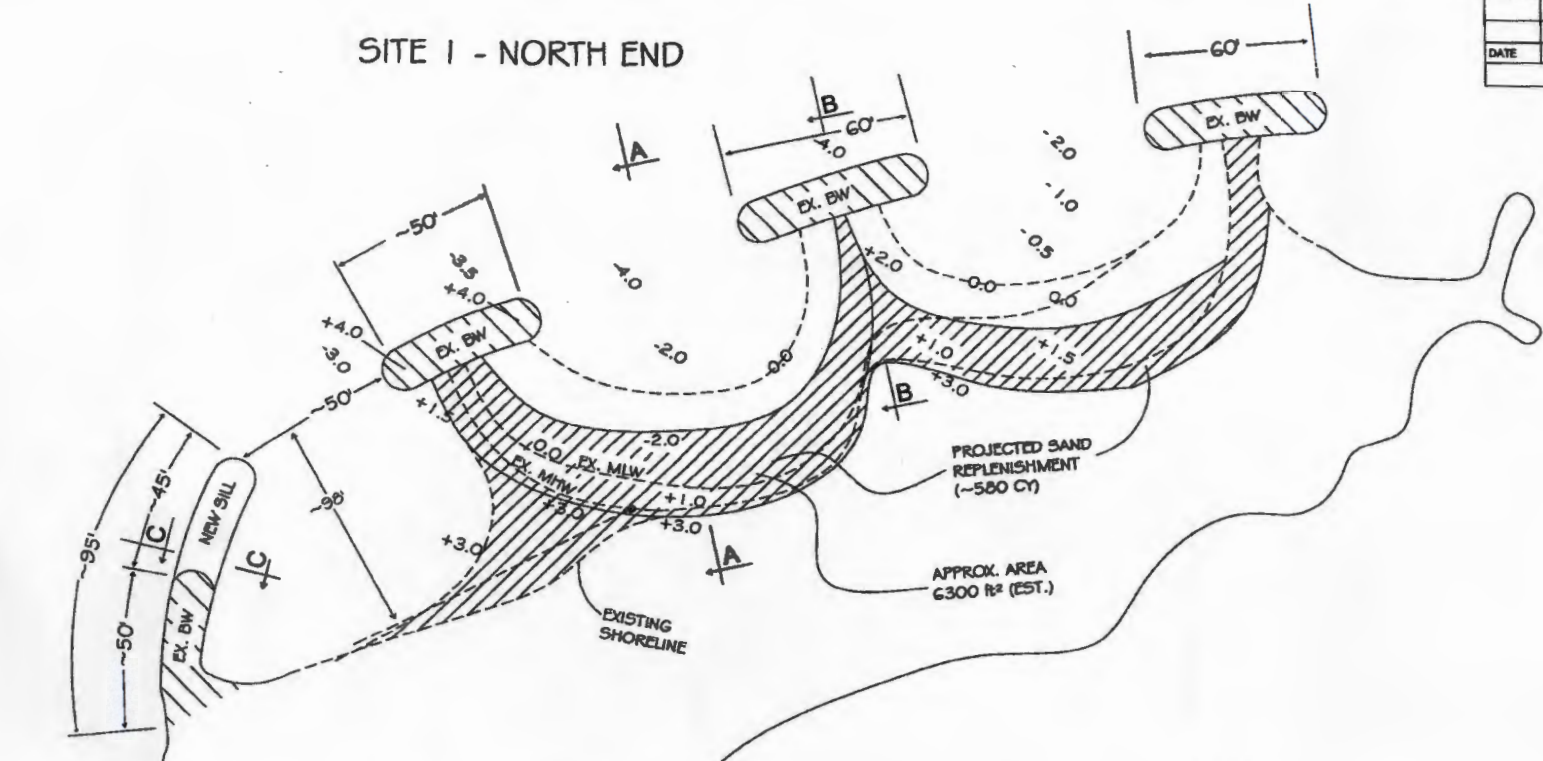 SITE 1 - NORTH END
DATE
60'
EX. BW
B
60'
-4.0
EX. BW
A
-2.0
-1.0
-0.5
+2.0
0.0
0.0
~50'
-3.5
+4.0
EX. BW
-4.0
-2.0
0.0
+4.0
-3.0
~50'
+1.5
+1.0
+1.5
+3.0
B
-2.0
0.0
EX. MLW
EX. MHW
+1.0
+3.0
+3.0
+3.0
A
PROJECTED SAND
REPLENISHMENT
(~580 CY)
APPROX. AREA
6300 ft² (EST.)
EXISTING
SHORELINE
~98'
~95'
~45'
NEW SILL
C
C
~50'
EX. BW